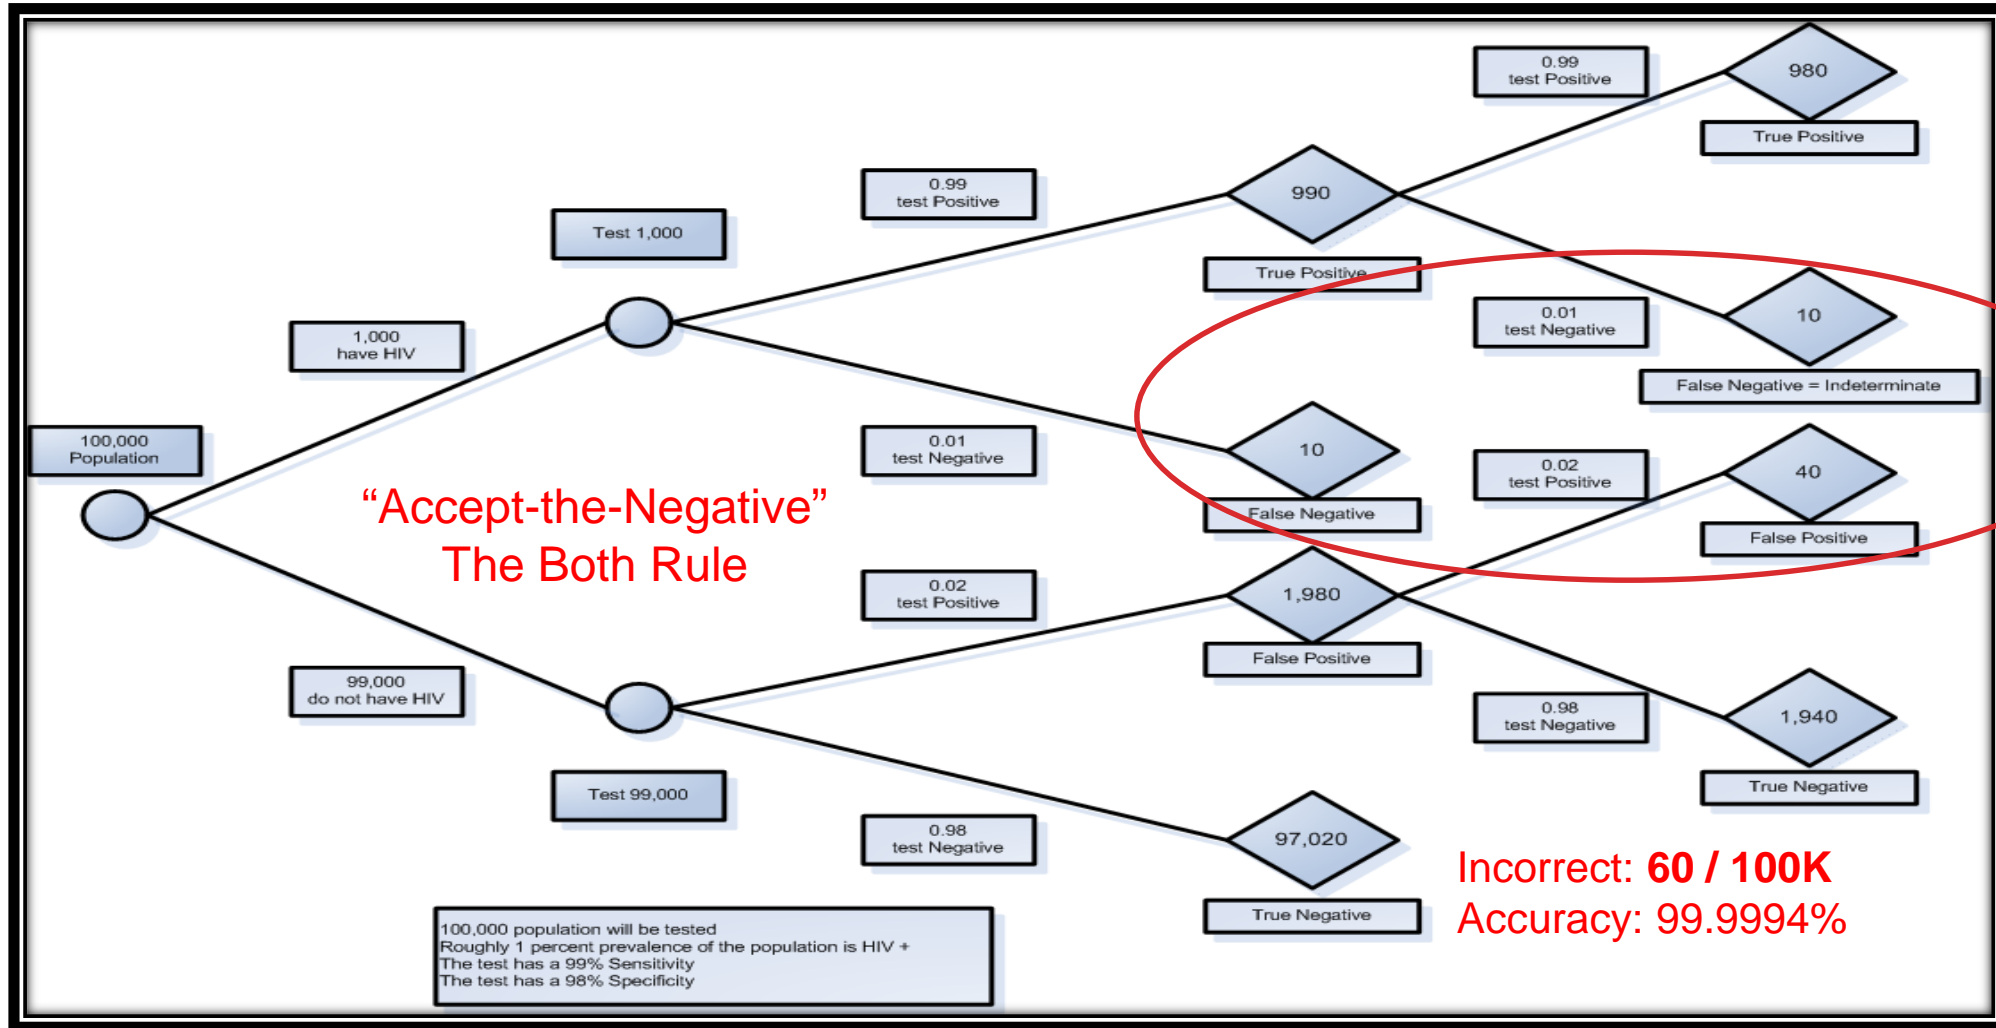 0.99
test Positive
980
True Positive
0.99
test Positive
990
True Positive
Test 1,000
1,000
have HIV
0.01
test Negative
10
False Negative = Indeterminate
100,000
Population
0.01
test Negative
10
False Negative
0.02
test Positive
40
False Positive
“Accept-the-Negative”
The Both Rule
0.02
test Positive
1,980
False Positive
99,000
do not have HIV
0.98
test Negative
1,940
True Negative
Test 99,000
0.98
test Negative
97,020
True Negative
Incorrect: 60 / 100K
Accuracy: 99.9994%
100,000 population will be tested
Roughly 1 percent prevalence of the population is HIV +
The test has a 99% Sensitivity
The test has a 98% Specificity